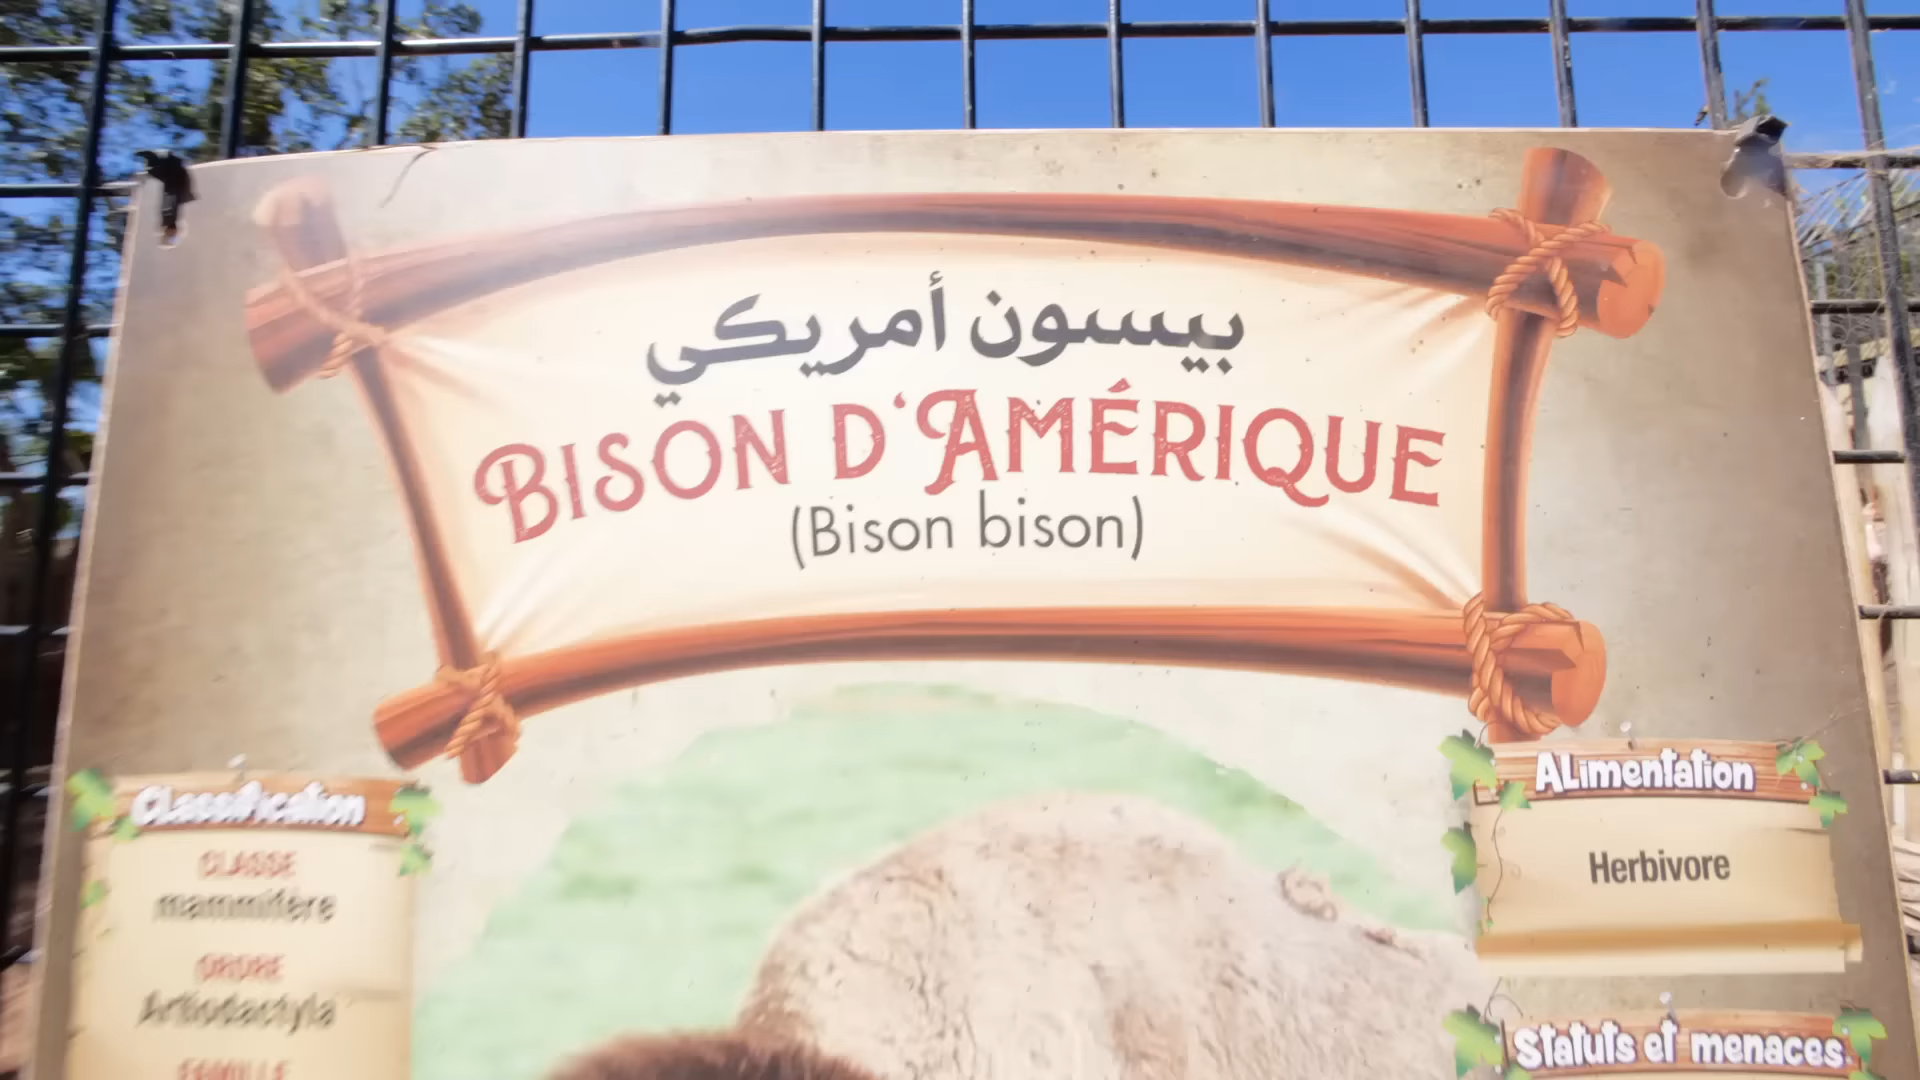 بيسون أمريكي
BISON D'AMÉRIQUE
(Bison bison)
Classification
CLASSE
mammifère
ORDRE
Artiodactyla
FAMILLE
ALimentation
Herbivore
Statuts et menaces